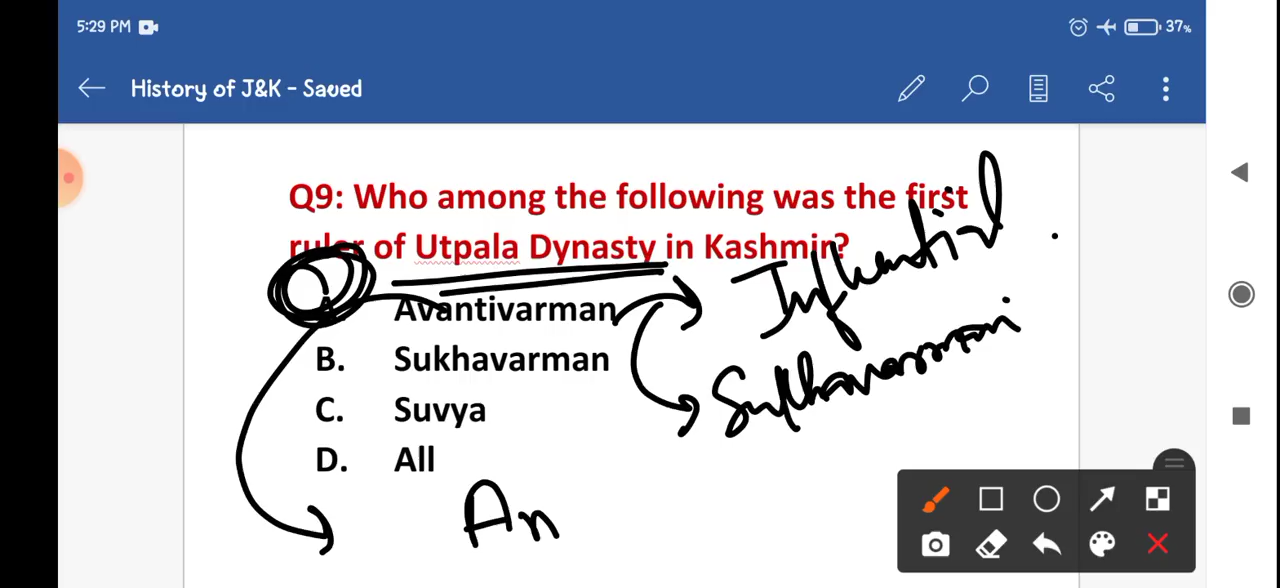 5:29 PM 37%
History of J&K - Saved
Q9: Who among the following was the first
ruler of Utpala Dynasty in Kashmir?
A. Avantivarman
Influential
B. Sukhavarman
Sukhavarman
C. Suvya
D. All
An